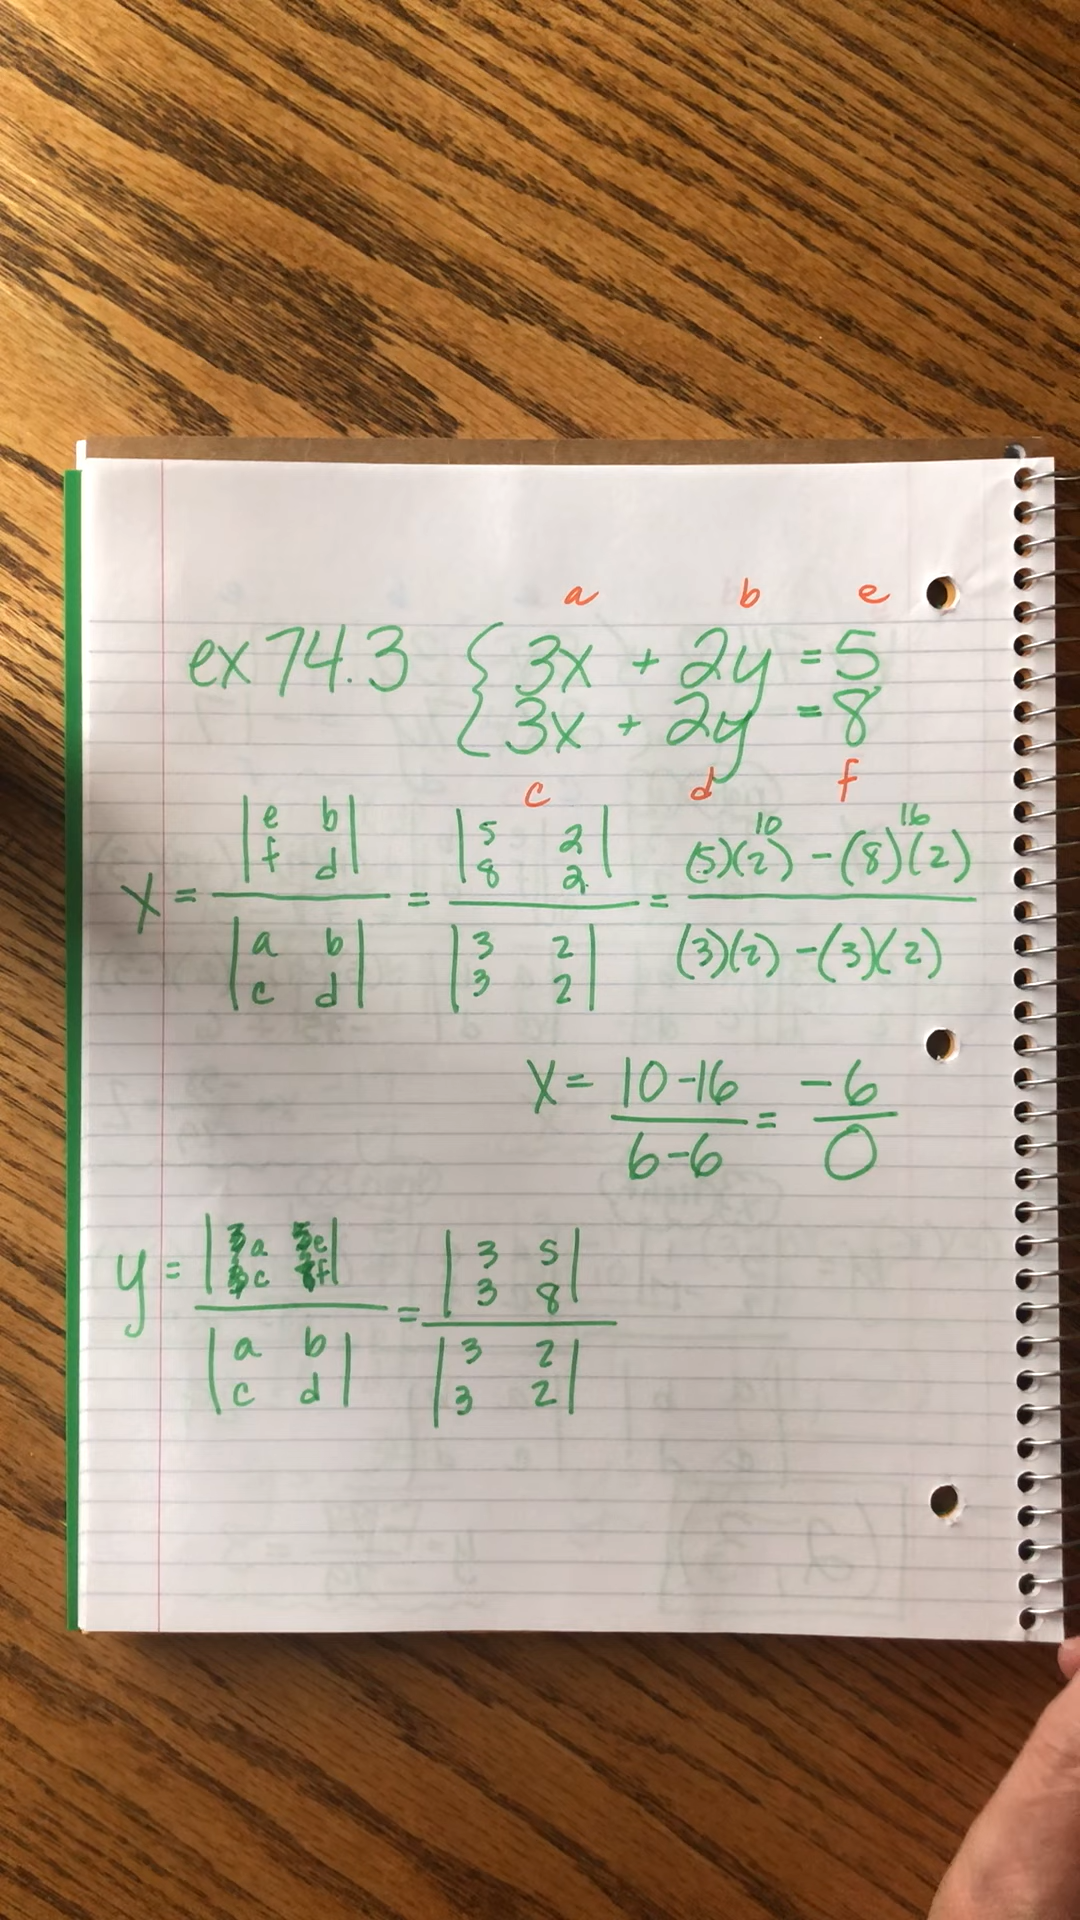 a b e
ex 74.3 { 3x + 2y = 5
{ 3x + 2y = 8
c d f
x = |e b| / |a b| = |5 2| / |3 2| = (5)(2) 10 - (8)(2) 16 / (3)(2) - (3)(2)
|f d| / |c d| |8 2| / |3 2|
x = 10-16 / 6-6 = -6 / 0
y = |a e| / |a b| = |3 5| / |3 2|
|c f| / |c d| |3 8| / |3 2|